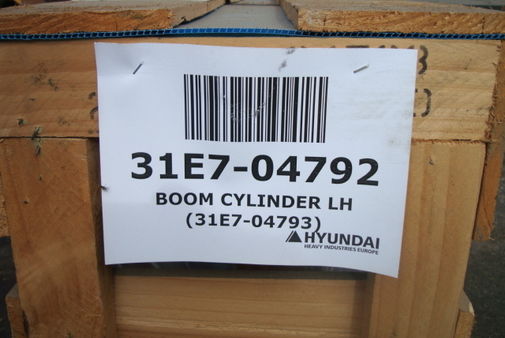 31E7-04792
BOOM CYLINDER LH
(31E7-04793)
HYUNDAI
HEAVY INDUSTRIES EUROPE